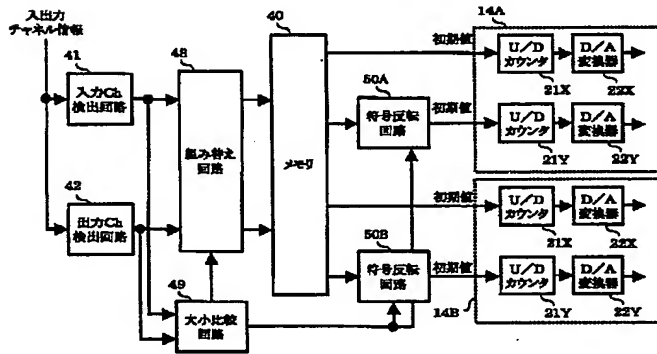 入出力
チャネル情報
41
入力Ch
検出回路
42
出力Ch
検出回路
48
組み替え
回路
49
大小比較
回路
40
メモリ
50A
符号反転
回路
50B
符号反転
回路
14A
初期値
U/D
カウンタ
21X
D/A
変換器
22X
初期値
U/D
カウンタ
21Y
D/A
変換器
22Y
初期値
U/D
カウンタ
21X
D/A
変換器
22X
初期値
U/D
カウンタ
21Y
D/A
変換器
22Y
14B